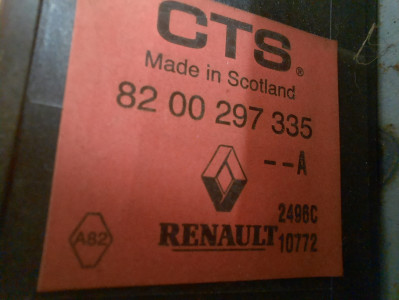 CTS®
Made in Scotland
82 00 297 335
--A
RENAULT 2496C
10772
A82